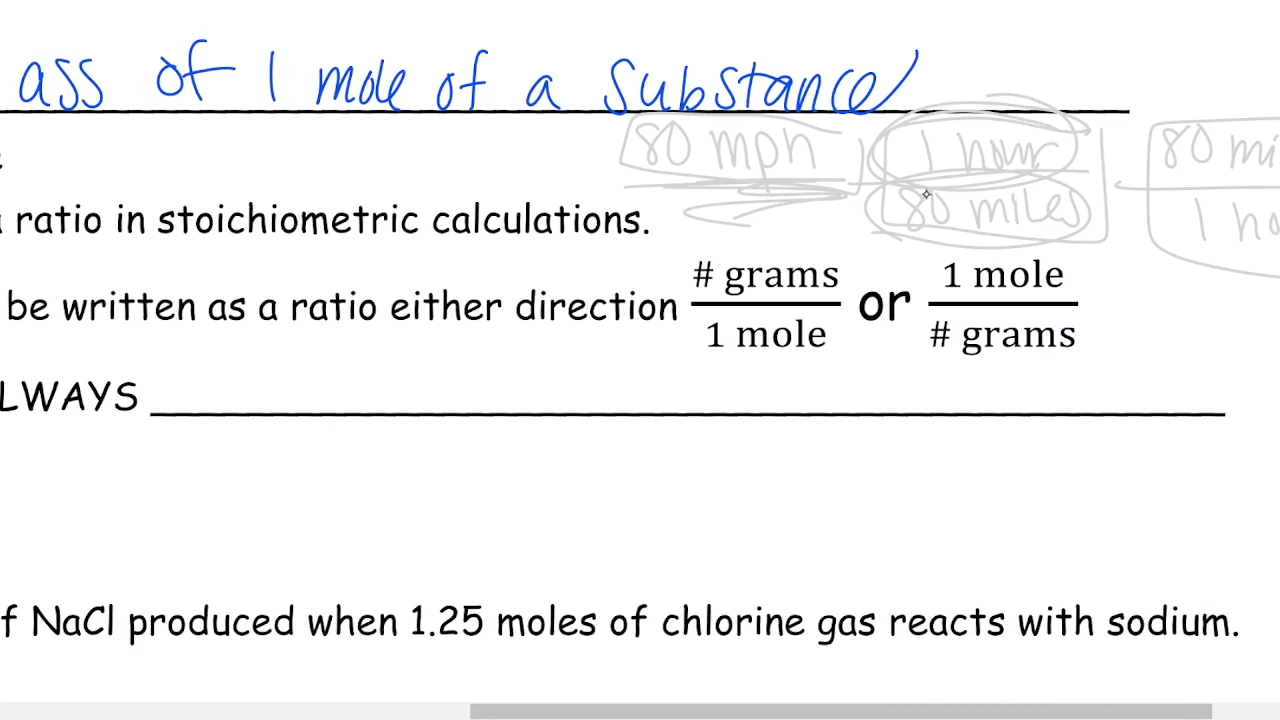 ass of 1 mole of a substance
80 mph 1 hour 80 mi
80 miles 1 ho
a ratio in stoichiometric calculations.
be written as a ratio either direction # grams / 1 mole or 1 mole / # grams
LWAYS
f NaCl produced when 1.25 moles of chlorine gas reacts with sodium.